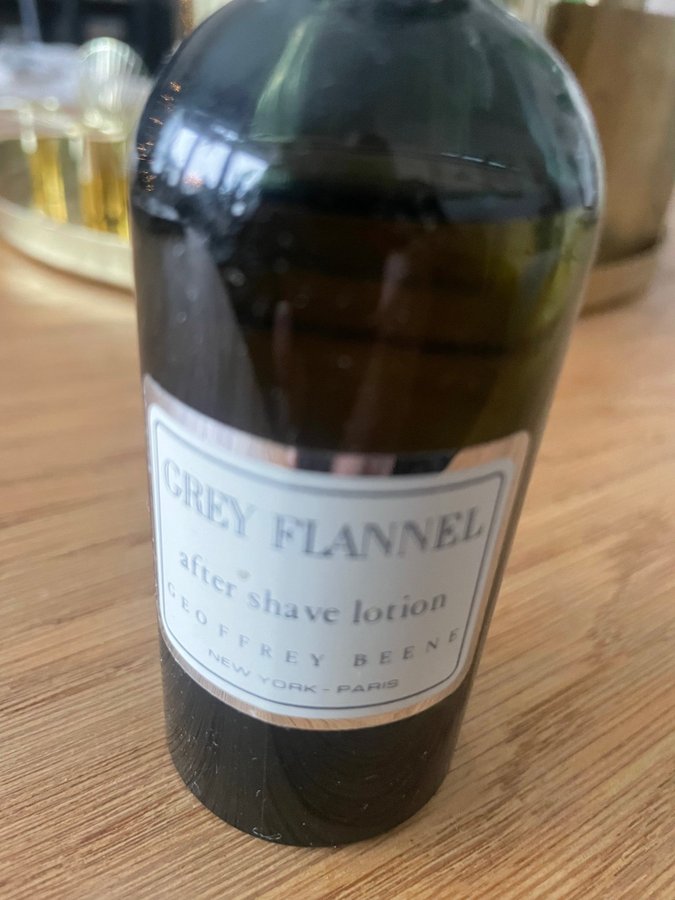 GREY FLANNEL
after shave lotion
GEOFFREY BEENE
NEW YORK - PARIS